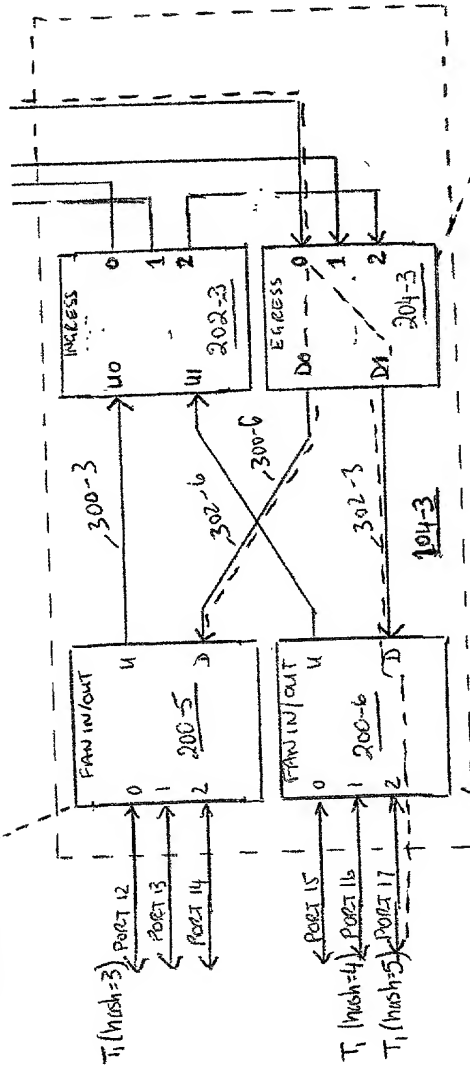 INGRESS
0
1
2
U0
U1
202-3
EGRESS
0
1
2
D0
D1
204-3
300-3
302-6
300-6
302-3
104-3
FAN IN/OUT
U
D
200-5
0
1
2
FAN IN/OUT
U
D
200-6
0
1
2
T₁ (hash=3) PORT 12
PORT 13
PORT 14
PORT 15
T₁ (hash=4) PORT 16
T₁ (hash=5) PORT 17